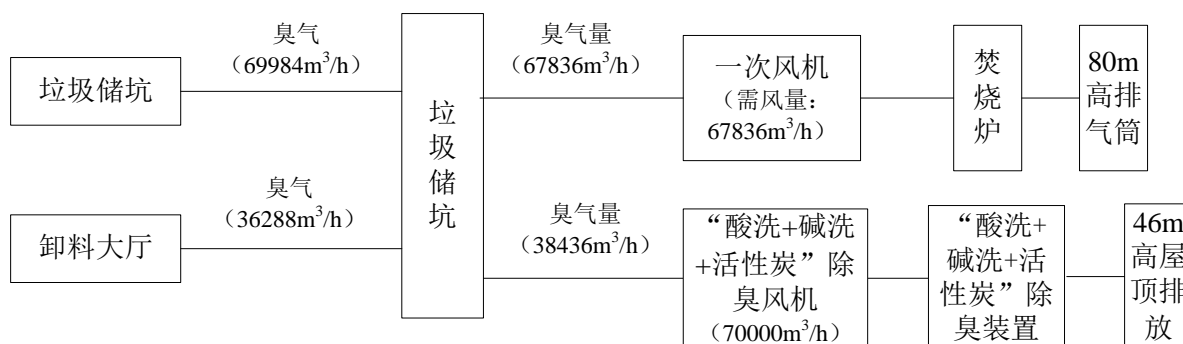 垃圾储坑
臭气
（69984m³/h）
卸料大厅
臭气
（36288m³/h）
垃
圾
储
坑
臭气量
（67836m³/h）
一次风机
（需风量：
67836m³/h）
焚
烧
炉
80m
高排
气筒
臭气量
（38436m³/h）
“酸洗+碱洗
+活性炭”除
臭风机
（70000m³/h）
“酸洗+
碱洗+活
性炭”除
臭装置
46m
高屋
顶排
放